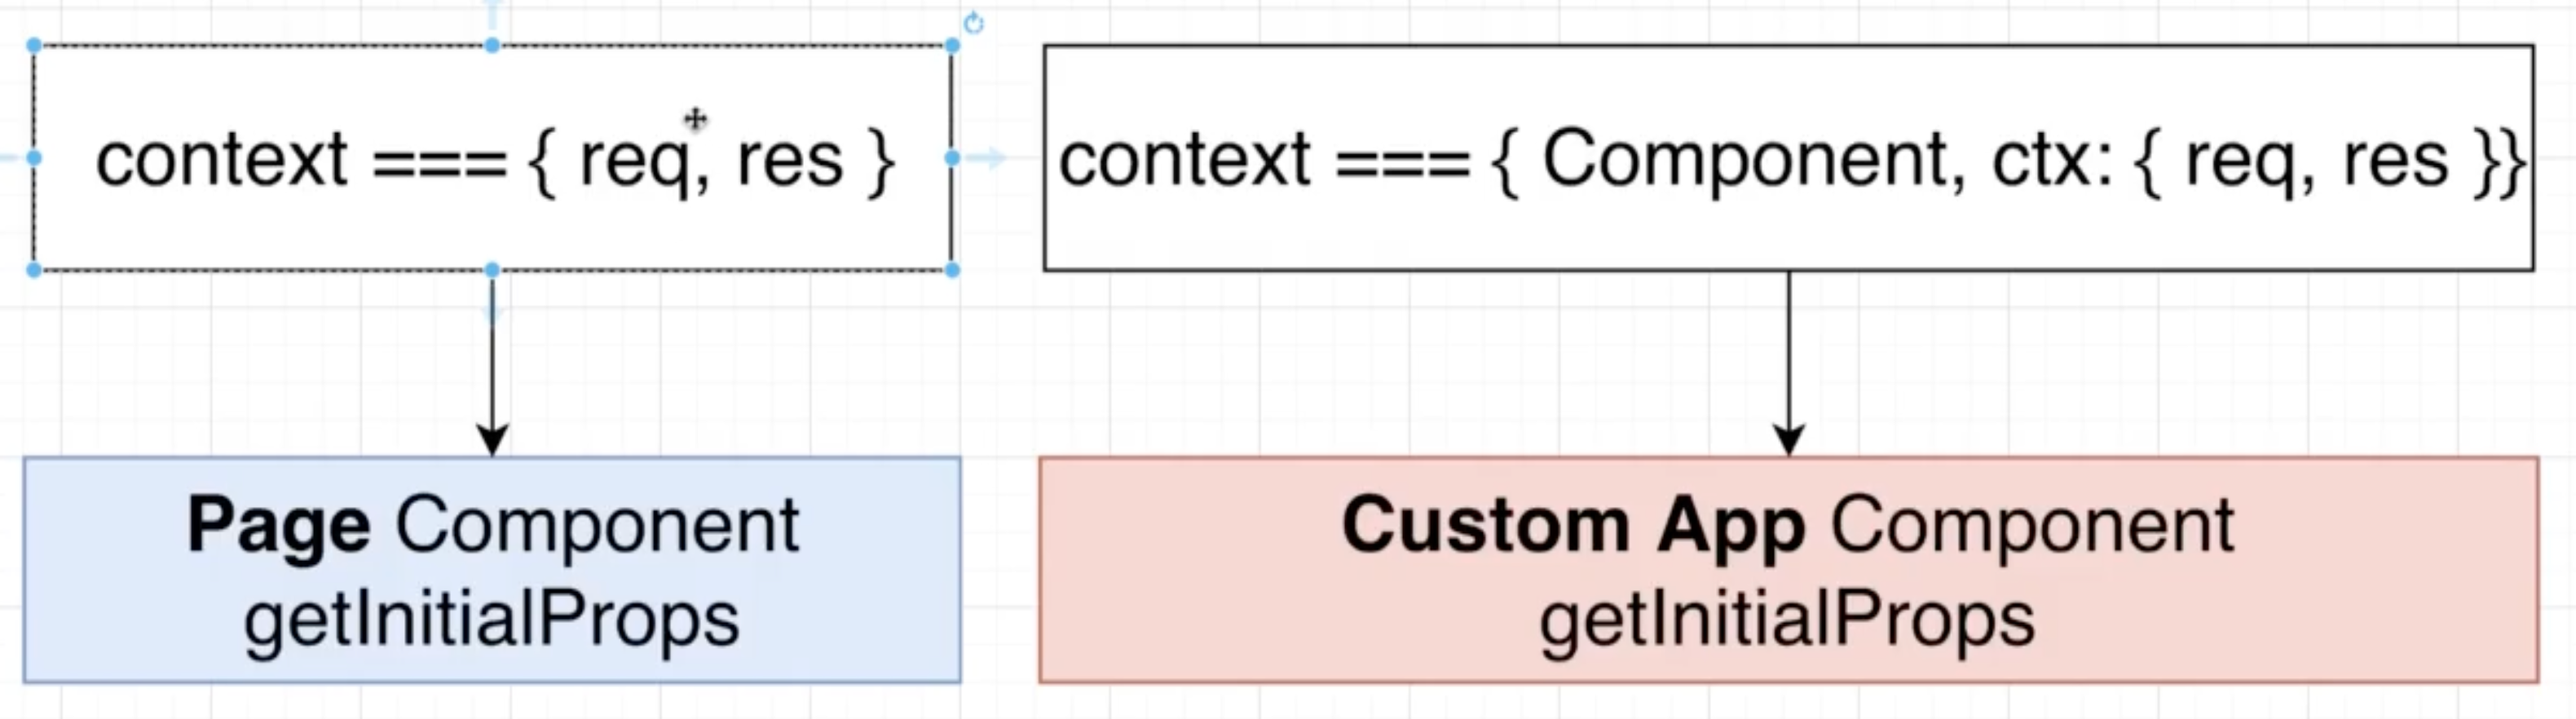 context === { req, res }
context === { Component, ctx: { req, res }}
Page Component
getInitialProps
Custom App Component
getInitialProps